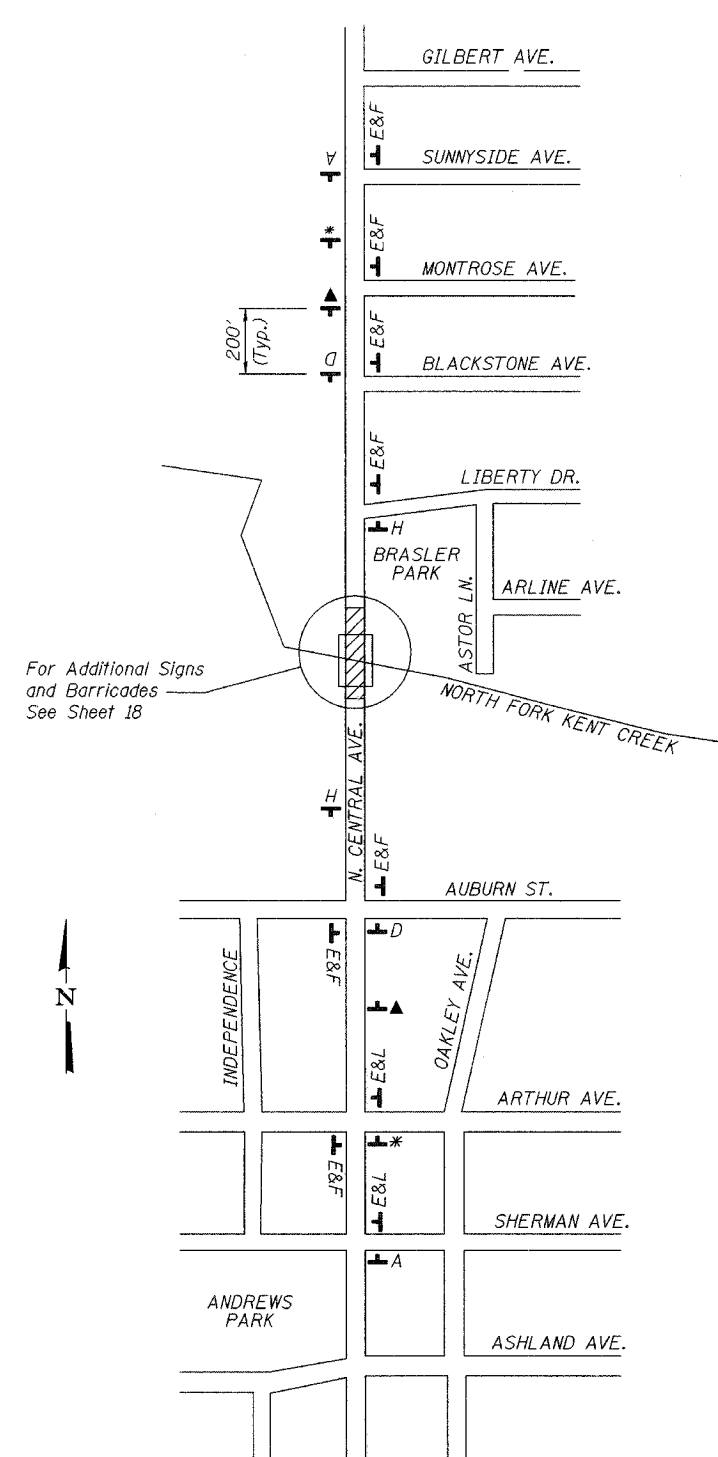 GILBERT AVE.
E&F
A
SUNNYSIDE AVE.
*
E&F
MONTROSE AVE.
▲
200'
(Typ.)
E&F
D
BLACKSTONE AVE.
E&F
LIBERTY DR.
H
BRASLER
PARK
ASTOR LN.
ARLINE AVE.
For Additional Signs
and Barricades
See Sheet 18
NORTH FORK KENT CREEK
N. CENTRAL AVE.
H
E&F
AUBURN ST.
N
INDEPENDENCE
E&F
D
▲
OAKLEY AVE.
E&L
ARTHUR AVE.
E&F
*
E&L
SHERMAN AVE.
A
ANDREWS
PARK
ASHLAND AVE.